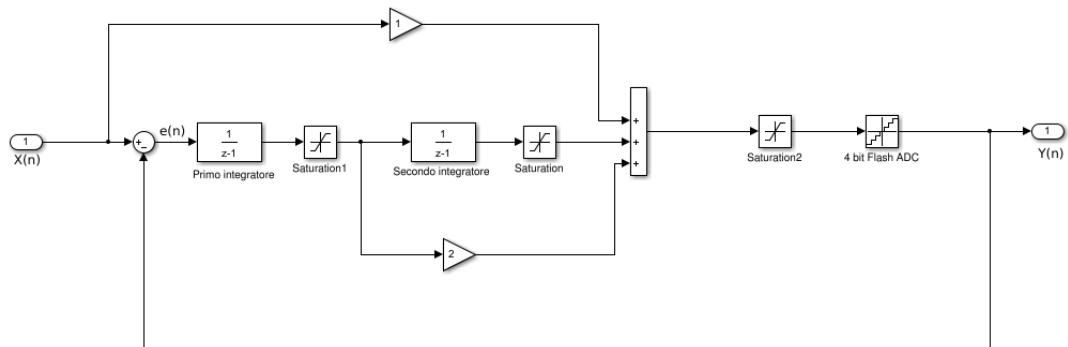 1
1
X(n)
+
−
e(n)
1
z-1
Primo integratore
Saturation1
1
z-1
Secondo integratore
Saturation
2
+
+
+
Saturation2
4 bit Flash ADC
1
Y(n)